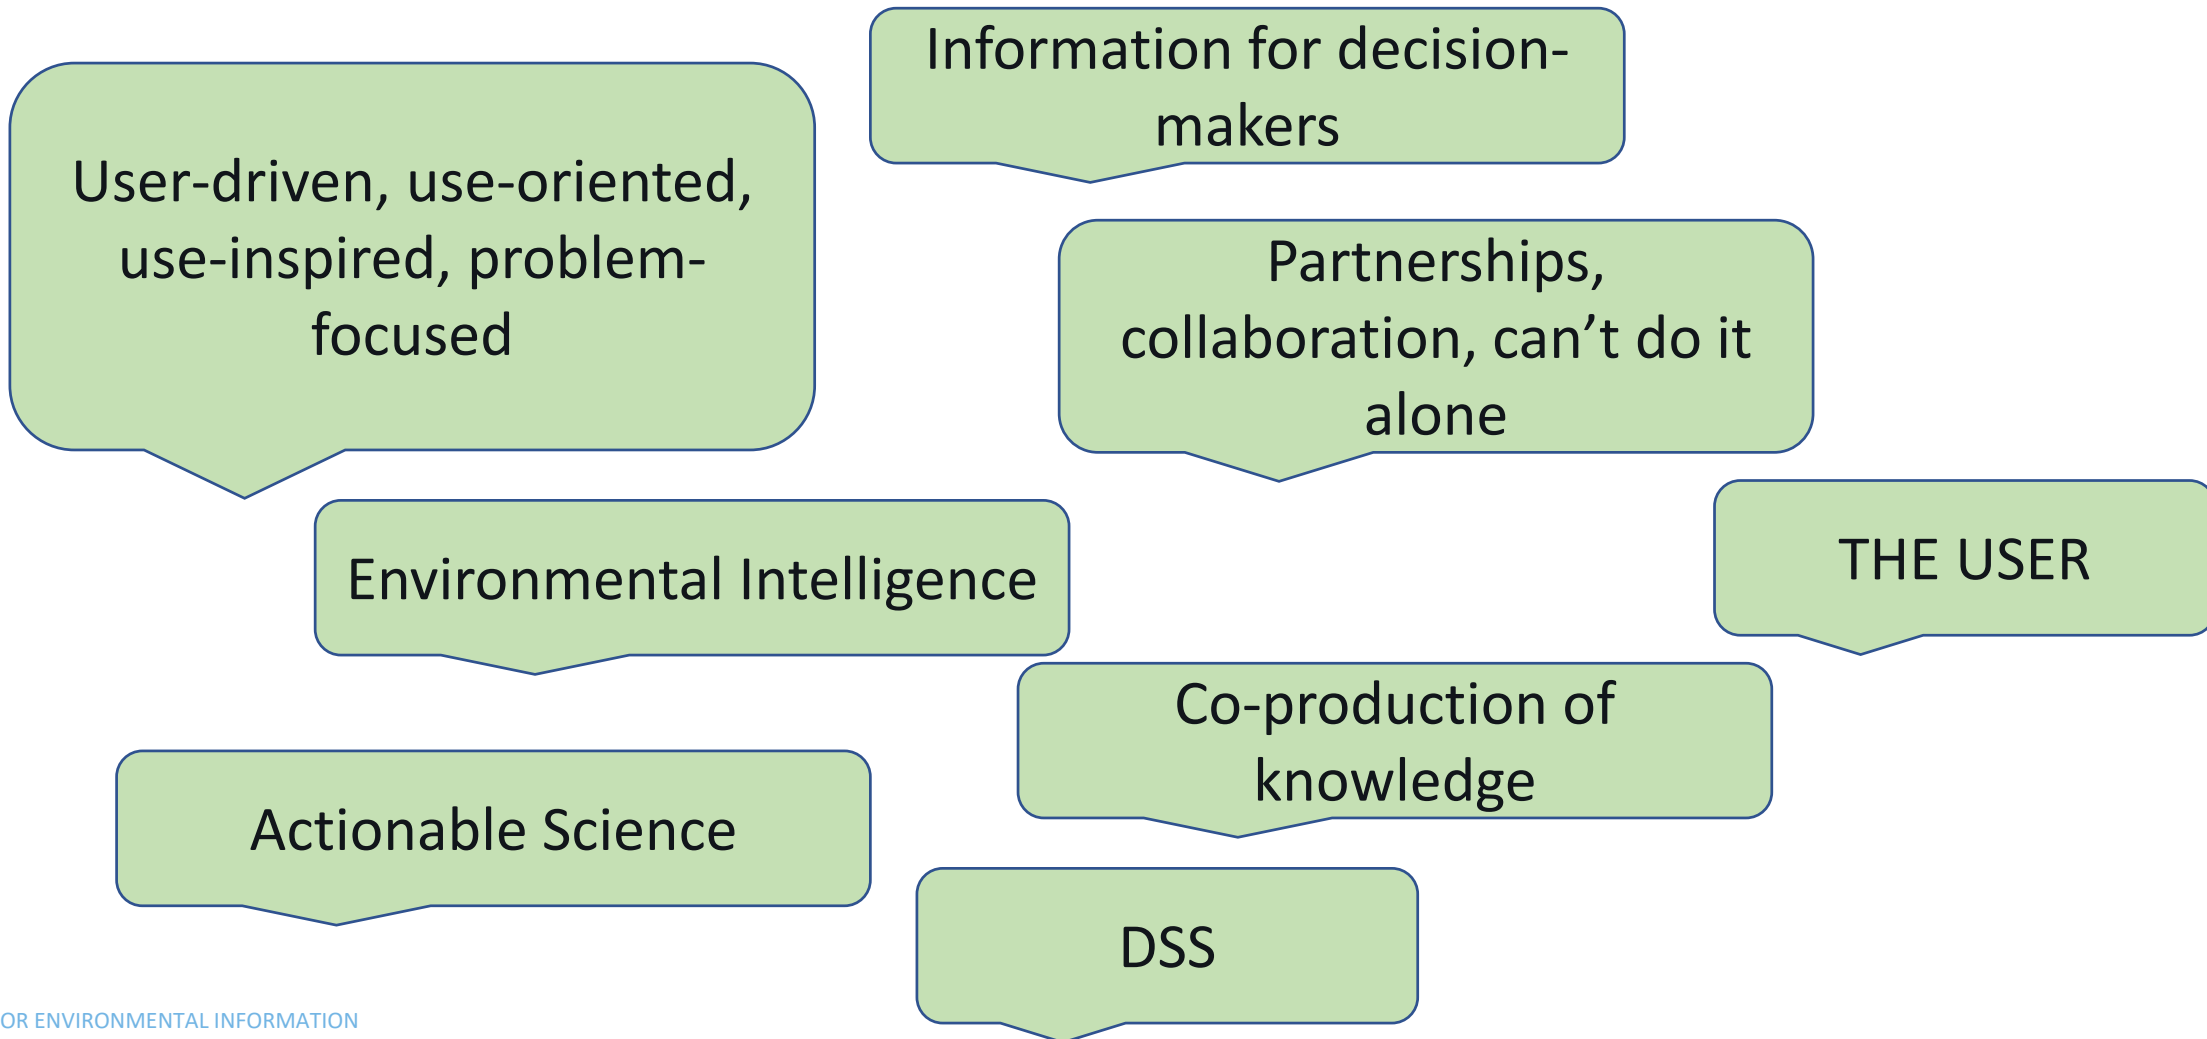 Information for decision-
makers
User-driven, use-oriented,
use-inspired, problem-
focused
Partnerships,
collaboration, can’t do it
alone
Environmental Intelligence
THE USER
Co-production of
knowledge
Actionable Science
DSS
OR ENVIRONMENTAL INFORMATION